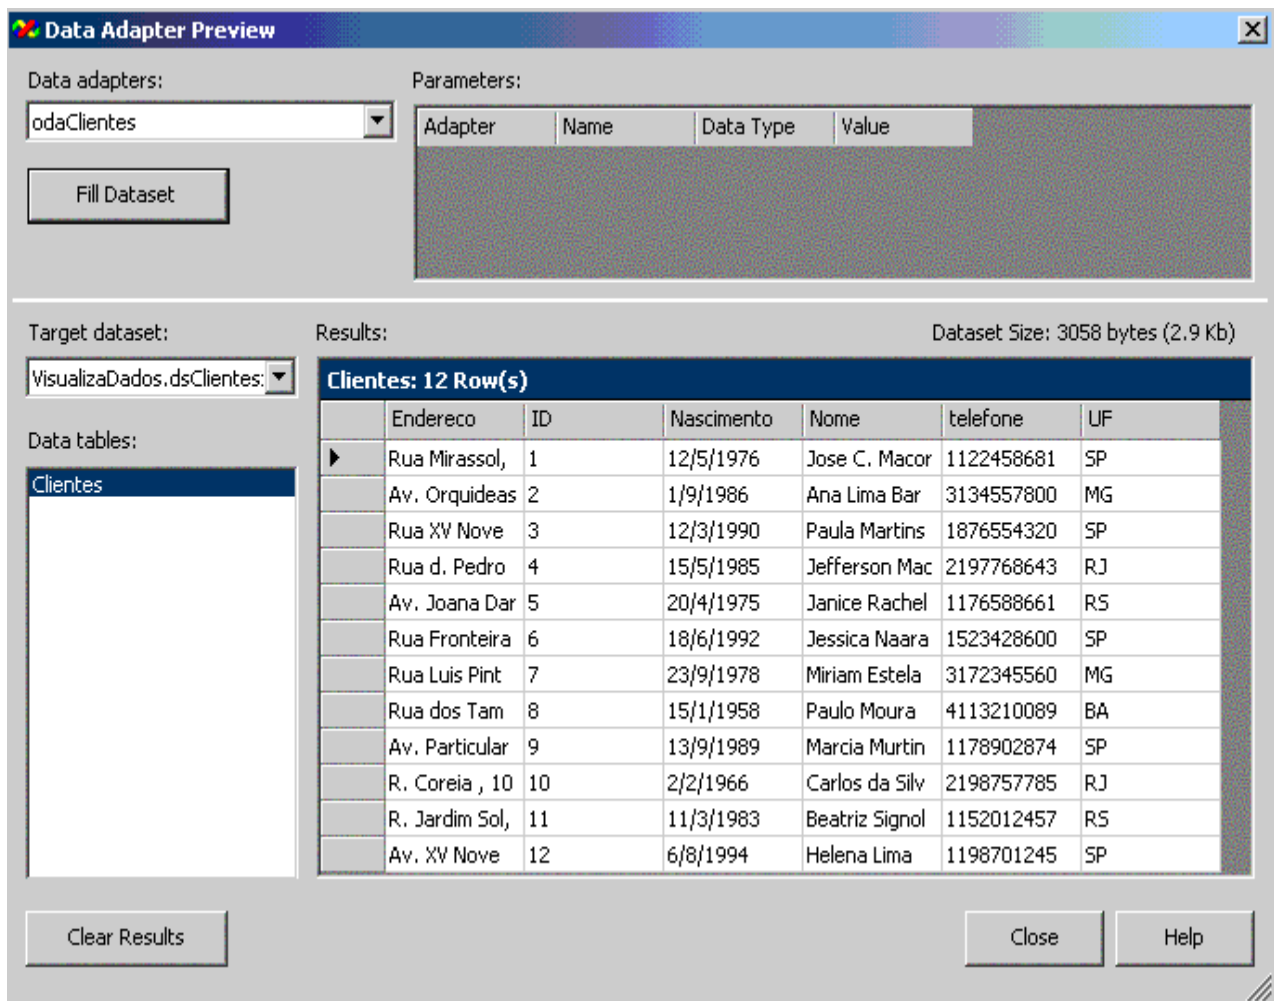 Data Adapter Preview
Data adapters:
odaClientes
Fill Dataset
Parameters:
Adapter Name Data Type Value
Target dataset:
VisualizaDados.dsClientes:
Data tables:
Clientes
Results: Dataset Size: 3058 bytes (2.9 Kb)
Clientes: 12 Row(s)
Endereco ID Nascimento Nome telefone UF
Rua Mirassol, 1 12/5/1976 Jose C. Macor 1122458681 SP
Av. Orquideas 2 1/9/1986 Ana Lima Bar 3134557800 MG
Rua XV Nove 3 12/3/1990 Paula Martins 1876554320 SP
Rua d. Pedro 4 15/5/1985 Jefferson Mac 2197768643 RJ
Av. Joana Dar 5 20/4/1975 Janice Rachel 1176588661 RS
Rua Fronteira 6 18/6/1992 Jessica Naara 1523428600 SP
Rua Luis Pint 7 23/9/1978 Miriam Estela 3172345560 MG
Rua dos Tam 8 15/1/1958 Paulo Moura 4113210089 BA
Av. Particular 9 13/9/1989 Marcia Murtin 1178902874 SP
R. Coreia , 10 10 2/2/1966 Carlos da Silv 2198757785 RJ
R. Jardim Sol, 11 11/3/1983 Beatriz Signol 1152012457 RS
Av. XV Nove 12 6/8/1994 Helena Lima 1198701245 SP
Clear Results Close Help